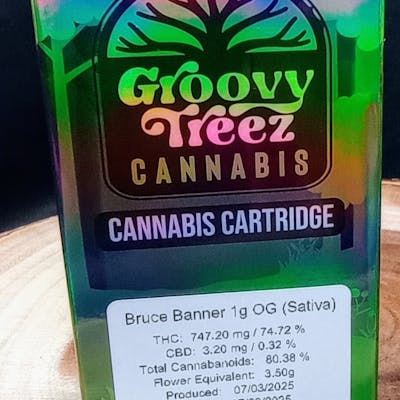 Groovy
Treez
CANNABIS
CANNABIS CARTRIDGE
Bruce Banner 1g OG (Sativa)
THC: 747.20 mg / 74.72 %
CBD: 3.20 mg / 0.32 %
Total Cannabanoids: 80.38 %
Flower Equivalent: 3.50g
Produced: 07/03/2025